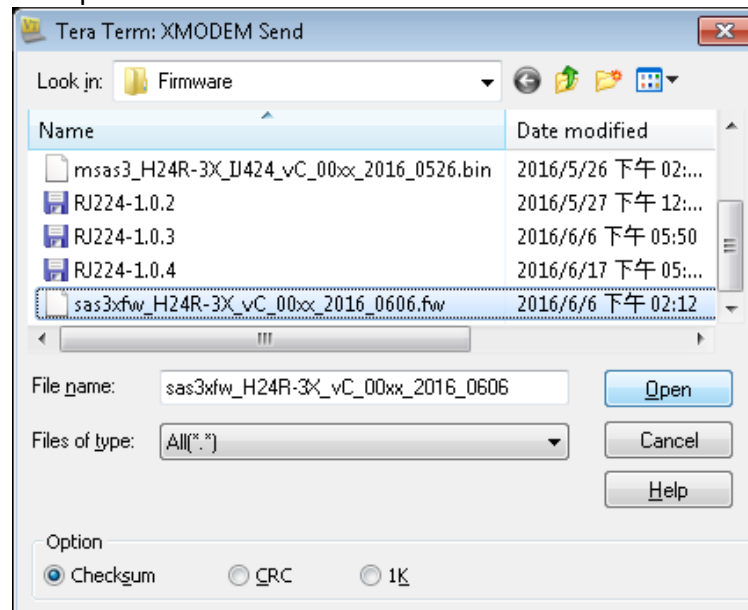 Tera Term: XMODEM Send
Look in: Firmware
Name Date modified
msas3_H24R-3X_IJ424_vC_00xx_2016_0526.bin 2016/5/26 下午 02:...
RJ224-1.0.2 2016/5/27 下午 12:...
RJ224-1.0.3 2016/6/6 下午 05:50
RJ224-1.0.4 2016/6/17 下午 05:...
sas3xfw_H24R-3X_vC_00xx_2016_0606.fw 2016/6/6 下午 02:12
File name: sas3xfw_H24R-3X_vC_00xx_2016_0606 Open
Files of type: All(*.*) Cancel
Help
Option
Checksum CRC 1K